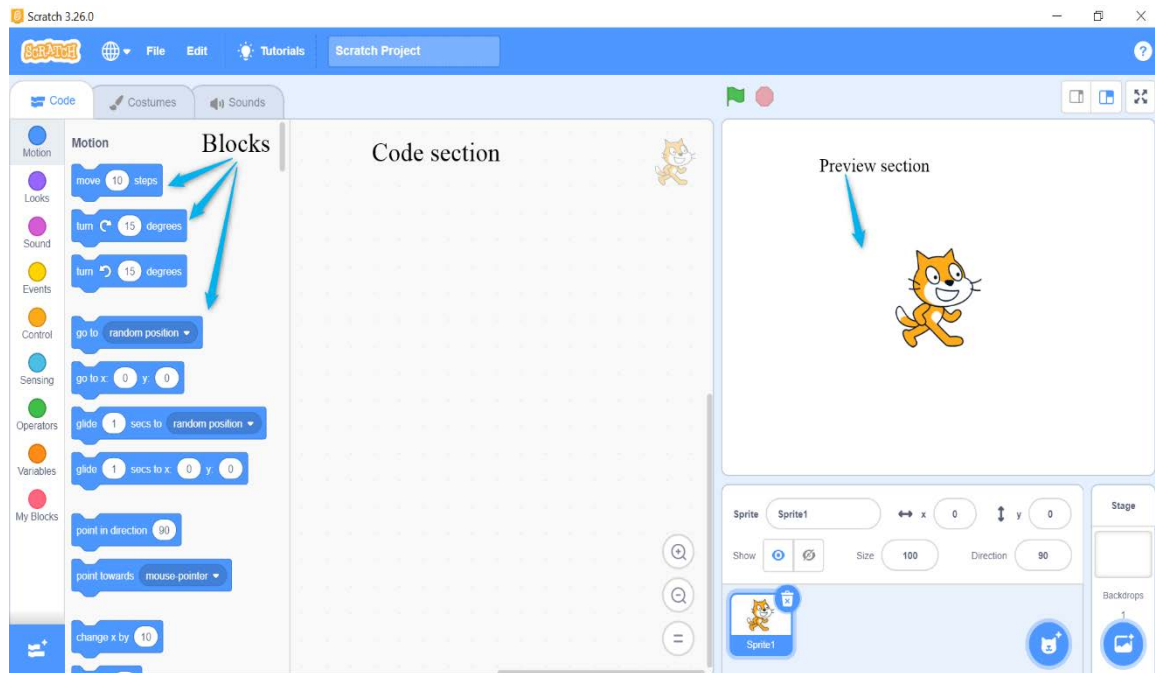 Scratch 3.26.0
SCRATCH
File
Edit
Tutorials
Scratch Project
?
Code
Costumes
Sounds
Motion
Looks
Sound
Events
Control
Sensing
Operators
Variables
My Blocks
Motion
Blocks
move 10 steps
turn 15 degrees
turn 15 degrees
go to random position
go to x: 0 y: 0
glide 1 secs to random position
glide 1 secs to x: 0 y: 0
point in direction 90
point towards mouse-pointer
change x by 10
Code section
Preview section
Sprite Sprite1 x 0 y 0
Show Size 100 Direction 90
Sprite1
Stage
Backdrops
1